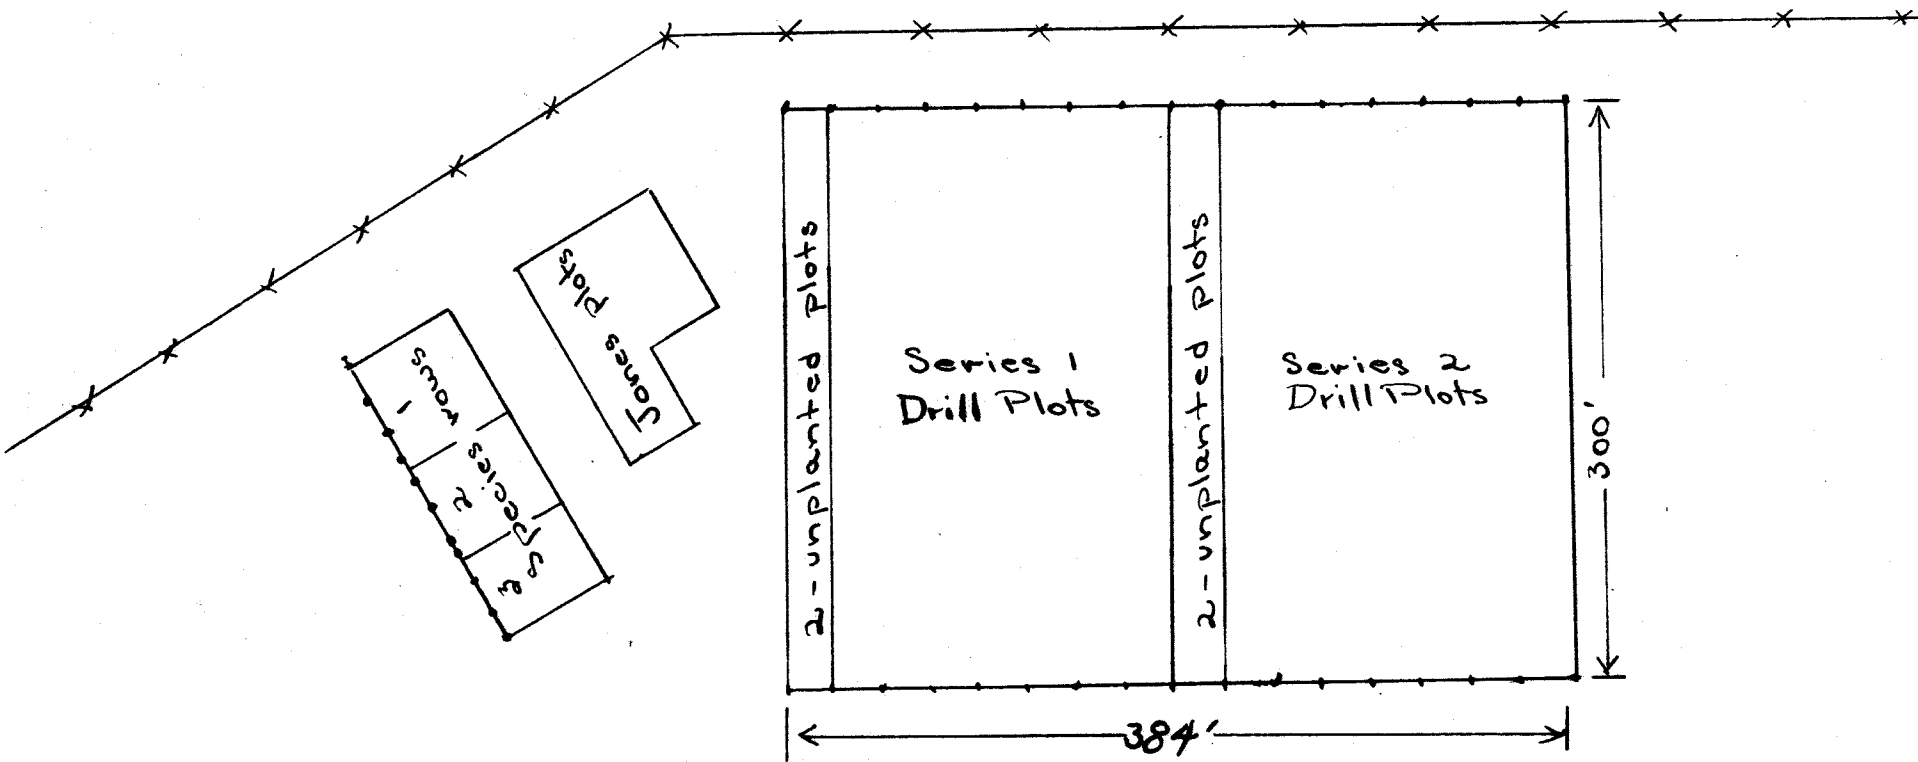 Jones plots
species rows
1
2
3
2-unplanted plots
Series 1
Drill Plots
2-unplanted plots
Series 2
Drill Plots
300'
384'